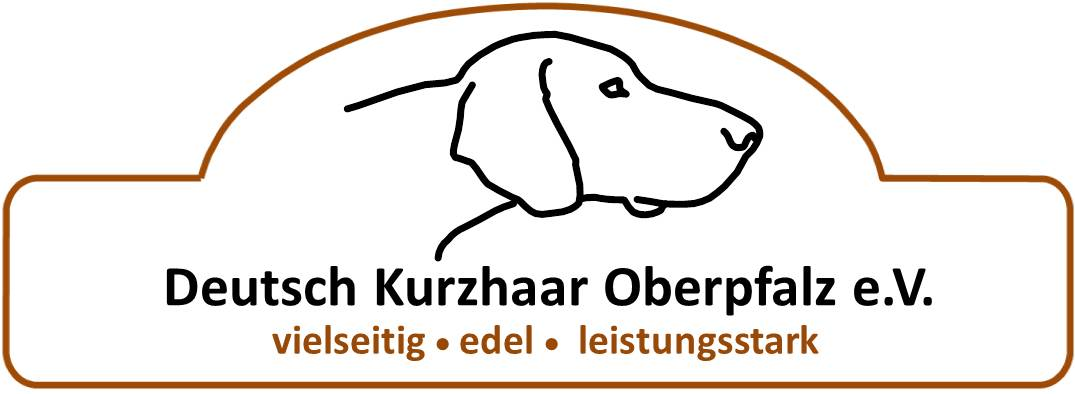 Deutsch Kurzhaar Oberpfalz e.V.
vielseitig • edel • leistungsstark